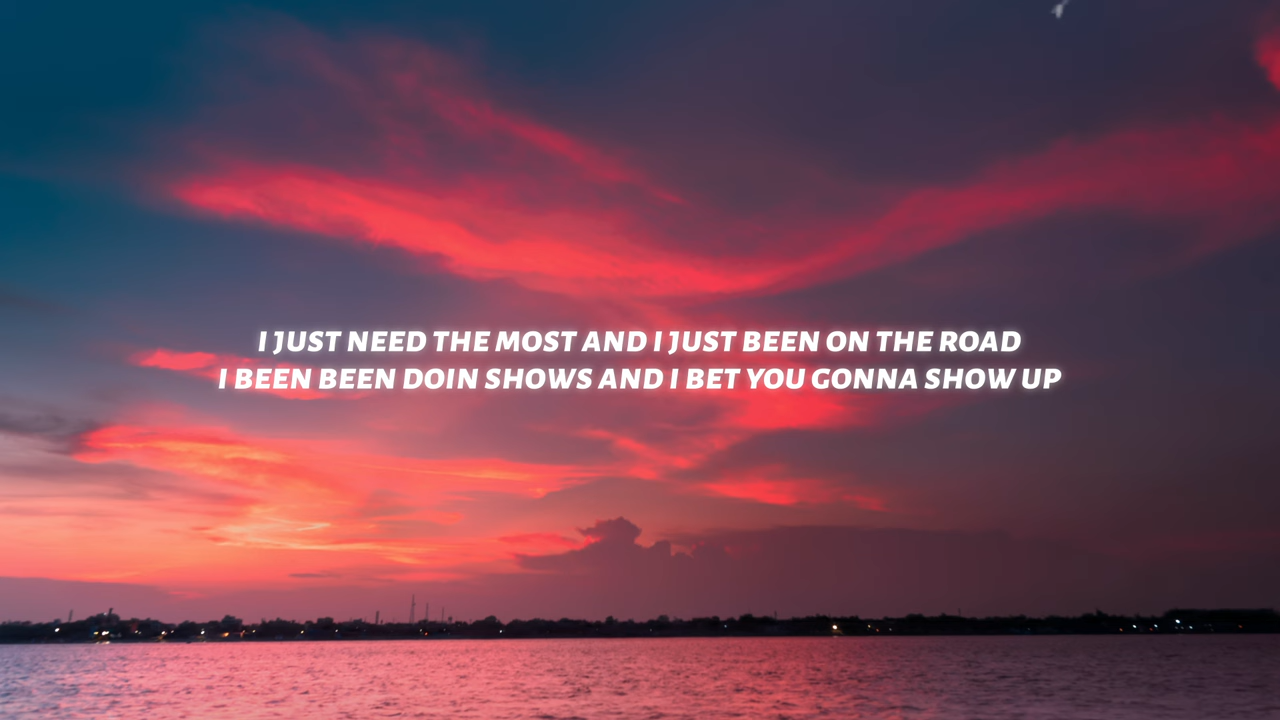 I JUST NEED THE MOST AND I JUST BEEN ON THE ROAD
I BEEN BEEN DOIN SHOWS AND I BET YOU GONNA SHOW UP